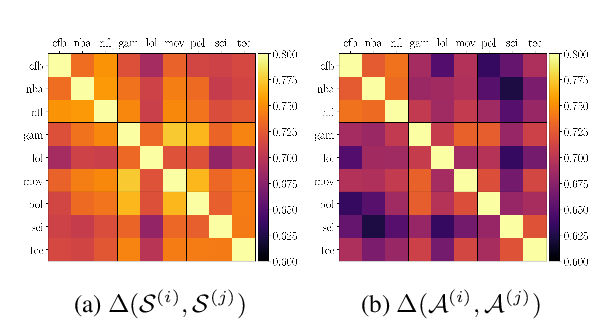 cfb nba nfl gam lol mov pol sci tec
cfb nba nfl gam lol mov pol sci tec
cfb
nba
nfl
gam
lol
mov
pol
sci
tec
0.800
0.775
0.750
0.725
0.700
0.675
0.650
0.625
0.600
cfb
nba
nfl
gam
lol
mov
pol
sci
tec
0.800
0.775
0.750
0.725
0.700
0.675
0.650
0.625
0.600
(a) Δ(𝒮^(i), 𝒮^(j))
(b) Δ(𝒜^(i), 𝒜^(j))